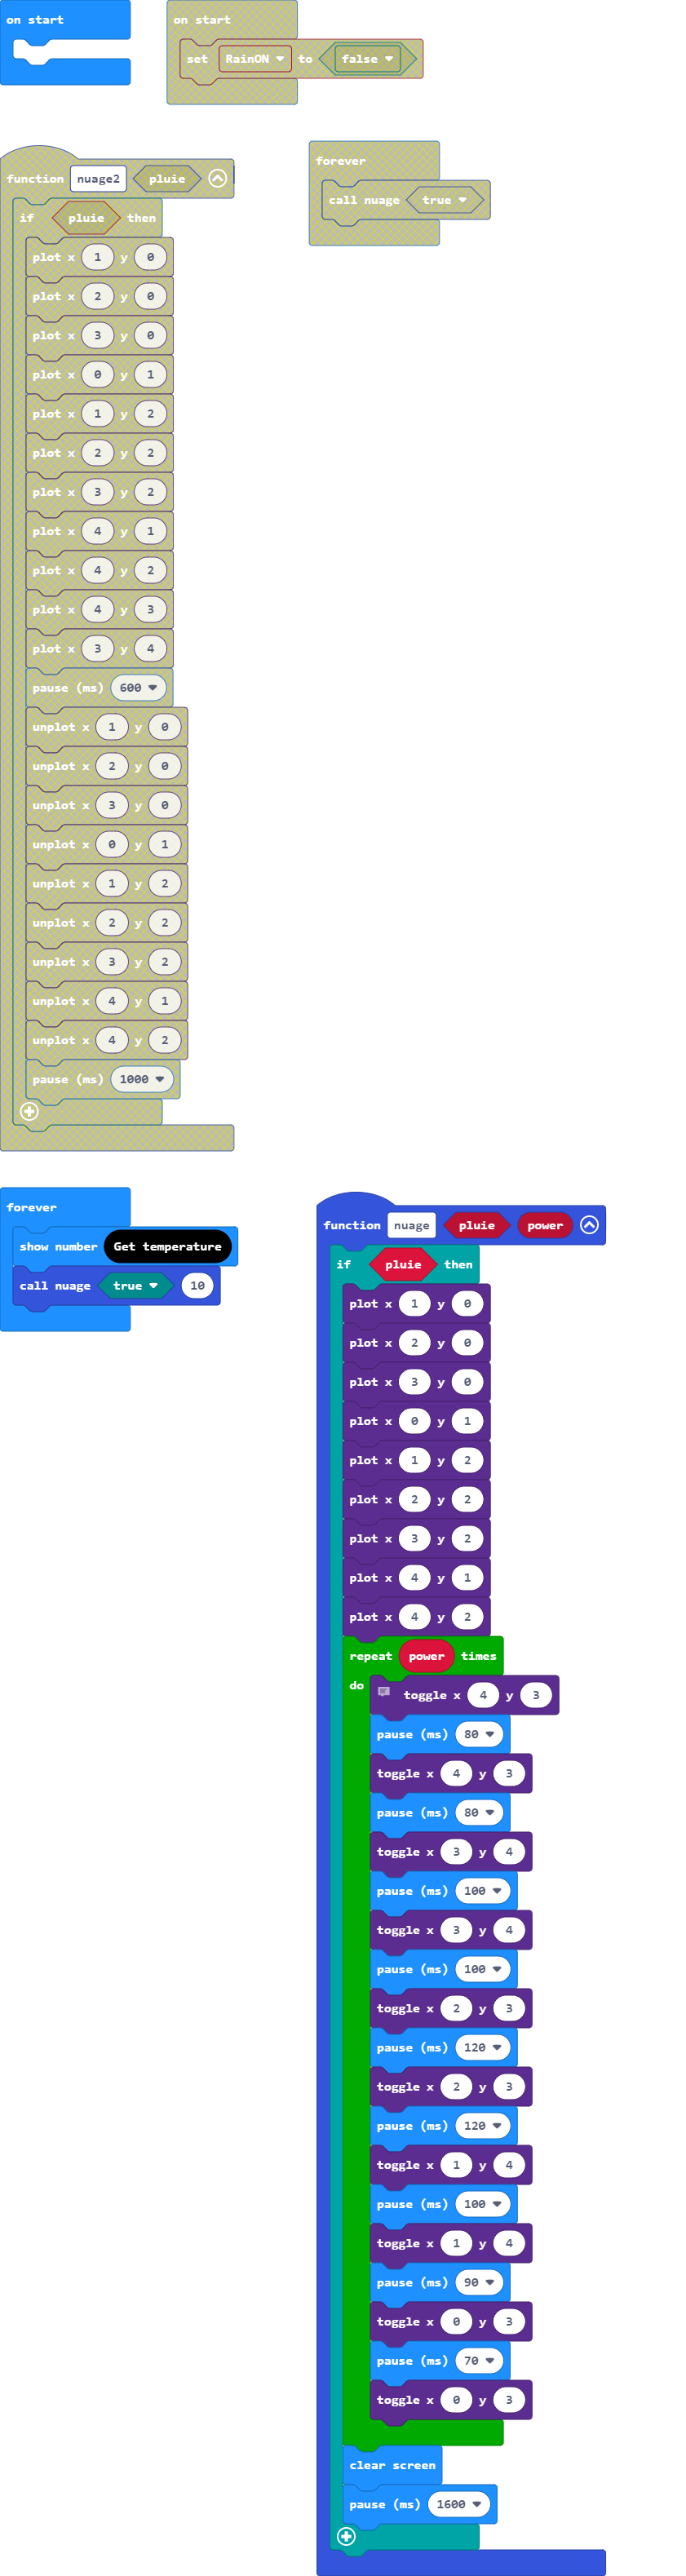 on start
on start
set RainON to false
function nuage2 pluie
if pluie then
plot x 1 y 0
plot x 2 y 0
plot x 3 y 0
plot x 0 y 1
plot x 1 y 2
plot x 2 y 2
plot x 3 y 2
plot x 4 y 1
plot x 4 y 2
plot x 4 y 3
plot x 3 y 4
pause (ms) 600
unplot x 1 y 0
unplot x 2 y 0
unplot x 3 y 0
unplot x 0 y 1
unplot x 1 y 2
unplot x 2 y 2
unplot x 3 y 2
unplot x 4 y 1
unplot x 4 y 2
pause (ms) 1000
forever
call nuage true
forever
show number Get temperature
call nuage true 10
function nuage pluie power
if pluie then
plot x 1 y 0
plot x 2 y 0
plot x 3 y 0
plot x 0 y 1
plot x 1 y 2
plot x 2 y 2
plot x 3 y 2
plot x 4 y 1
plot x 4 y 2
repeat power times
do
toggle x 4 y 3
pause (ms) 80
toggle x 4 y 3
pause (ms) 80
toggle x 3 y 4
pause (ms) 100
toggle x 3 y 4
pause (ms) 100
toggle x 2 y 3
pause (ms) 120
toggle x 2 y 3
pause (ms) 120
toggle x 1 y 4
pause (ms) 100
toggle x 1 y 4
pause (ms) 90
toggle x 0 y 3
pause (ms) 70
toggle x 0 y 3
clear screen
pause (ms) 1600